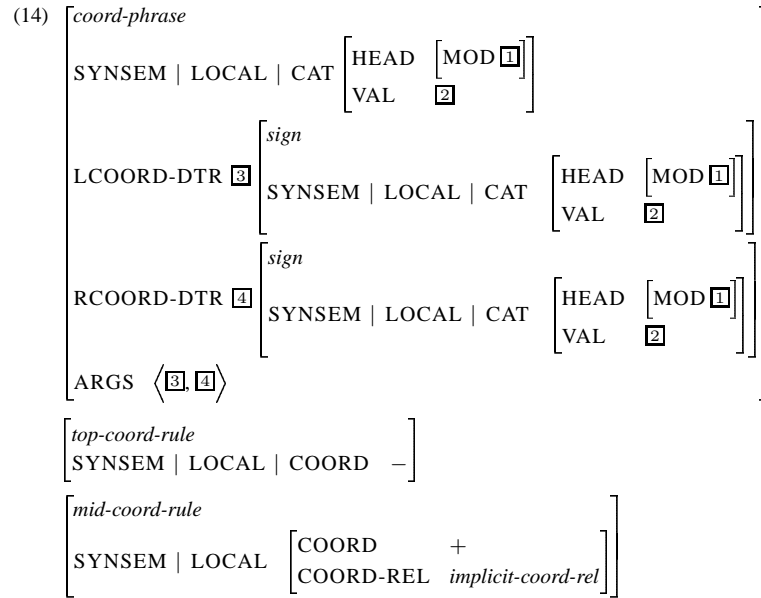 (14) coord-phrase
SYNSEM | LOCAL | CAT HEAD [MOD 1]
VAL 2
sign
LCOORD-DTR 3 SYNSEM | LOCAL | CAT HEAD [MOD 1]
VAL 2
sign
RCOORD-DTR 4 SYNSEM | LOCAL | CAT HEAD [MOD 1]
VAL 2
ARGS ⟨3, 4⟩
top-coord-rule
SYNSEM | LOCAL | COORD −
mid-coord-rule
SYNSEM | LOCAL COORD +
COORD-REL implicit-coord-rel